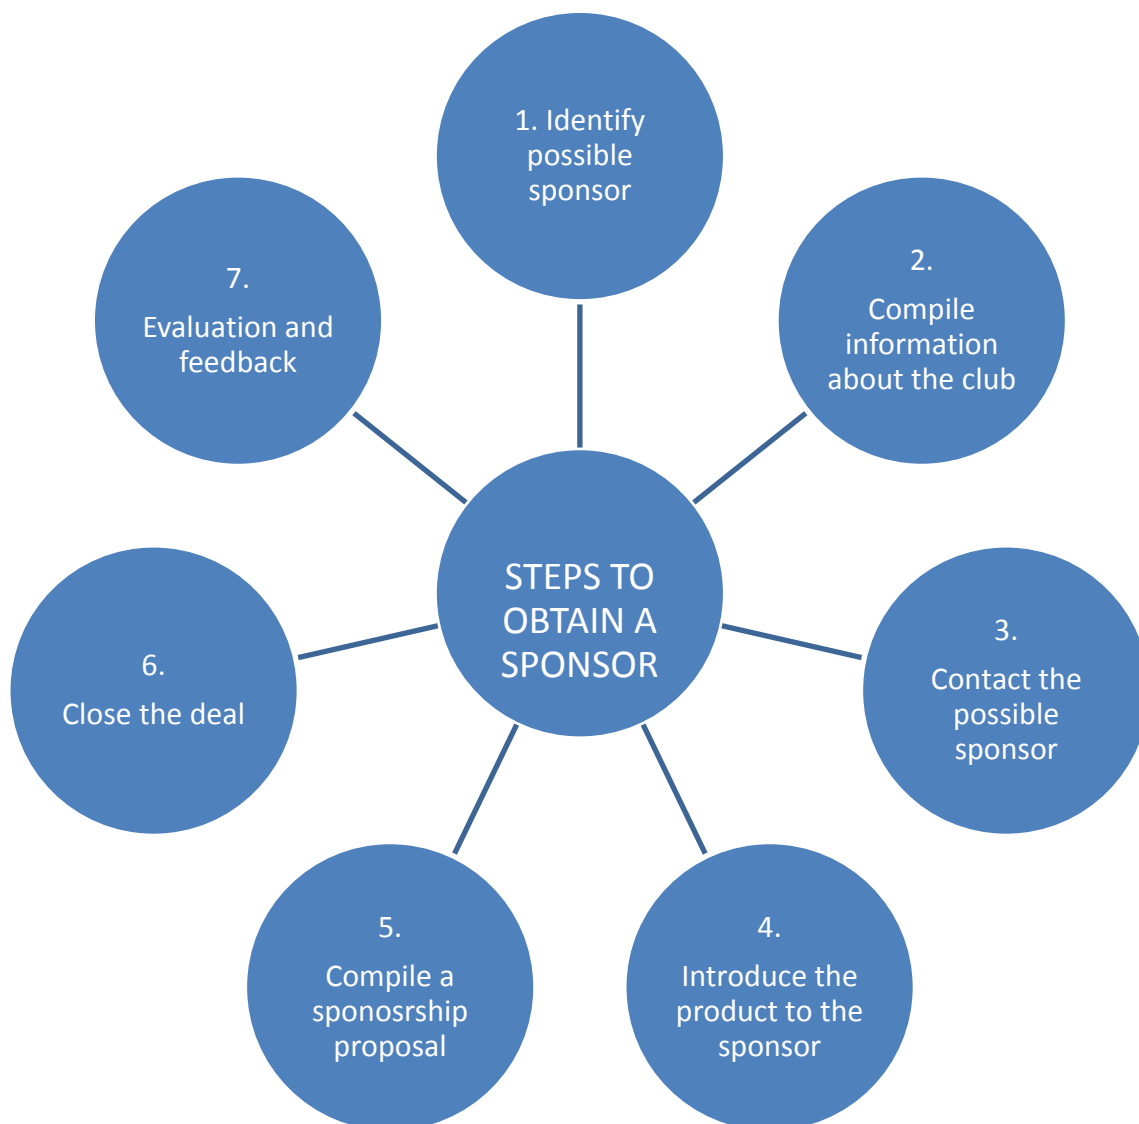 1. Identify
possible
sponsor
2.
Compile
information
about the club
3.
Contact the
possible
sponsor
4.
Introduce the
product to the
sponsor
5.
Compile a
sponosrship
proposal
6.
Close the deal
7.
Evaluation and
feedback
STEPS TO
OBTAIN A
SPONSOR